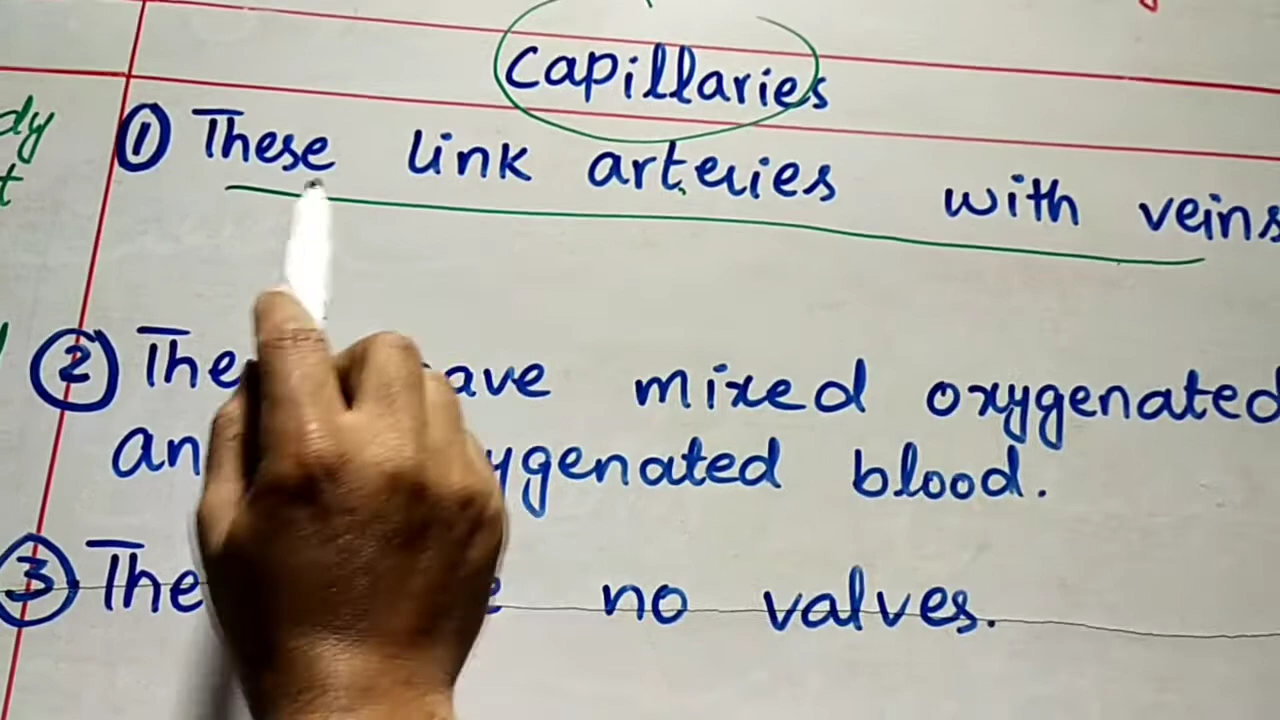 Capillaries
dy
t
① These link arteries with veins
② The ave mixed oxygenated
an ygenated blood.
③ The e no valves.